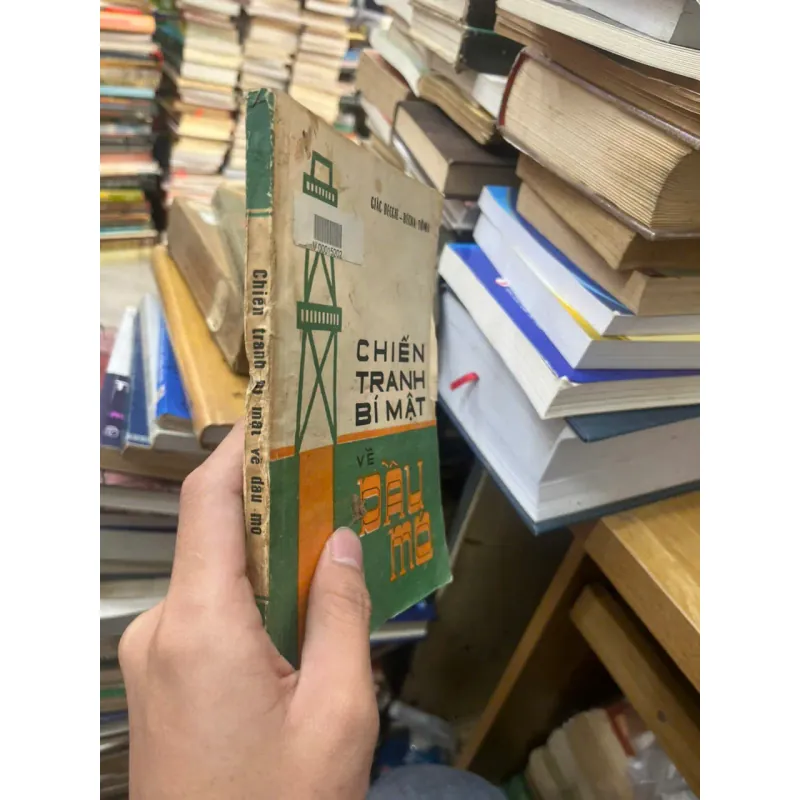 Chiến tranh bí mật về dầu mỏ
CHIẾN
TRANH
BÍ MẬT
VỀ
DẦU
MỎ